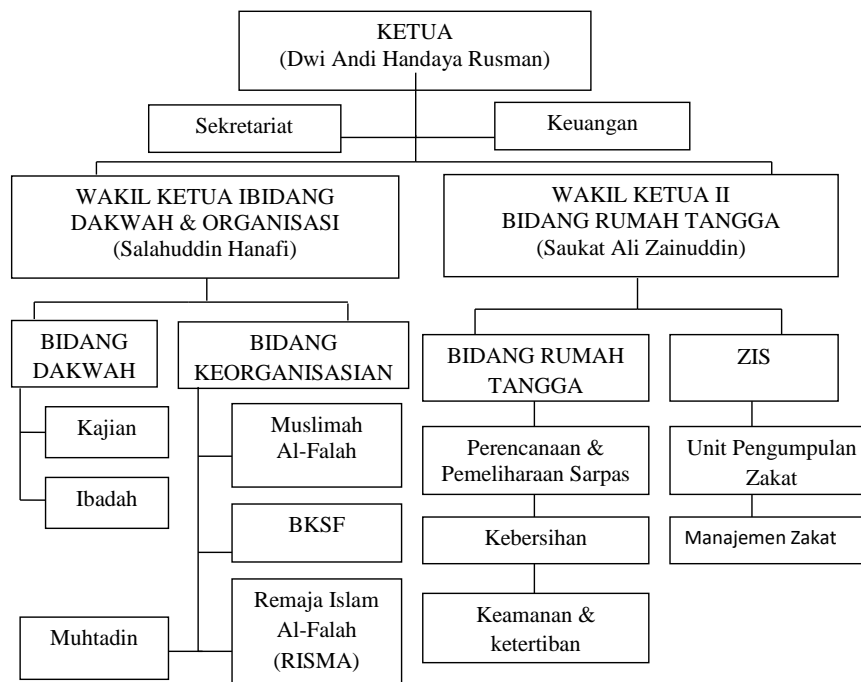 KETUA
(Dwi Andi Handaya Rusman)
Sekretariat
Keuangan
WAKIL KETUA IBIDANG
DAKWAH & ORGANISASI
(Salahuddin Hanafi)
WAKIL KETUA II
BIDANG RUMAH TANGGA
(Saukat Ali Zainuddin)
BIDANG
DAKWAH
BIDANG
KEORGANISASIAN
BIDANG RUMAH
TANGGA
ZIS
Kajian
Ibadah
Muslimah
Al-Falah
BKSF
Remaja Islam
Al-Falah
(RISMA)
Muhtadin
Perencanaan &
Pemeliharaan Sarpas
Kebersihan
Keamanan &
ketertiban
Unit Pengumpulan
Zakat
Manajemen Zakat